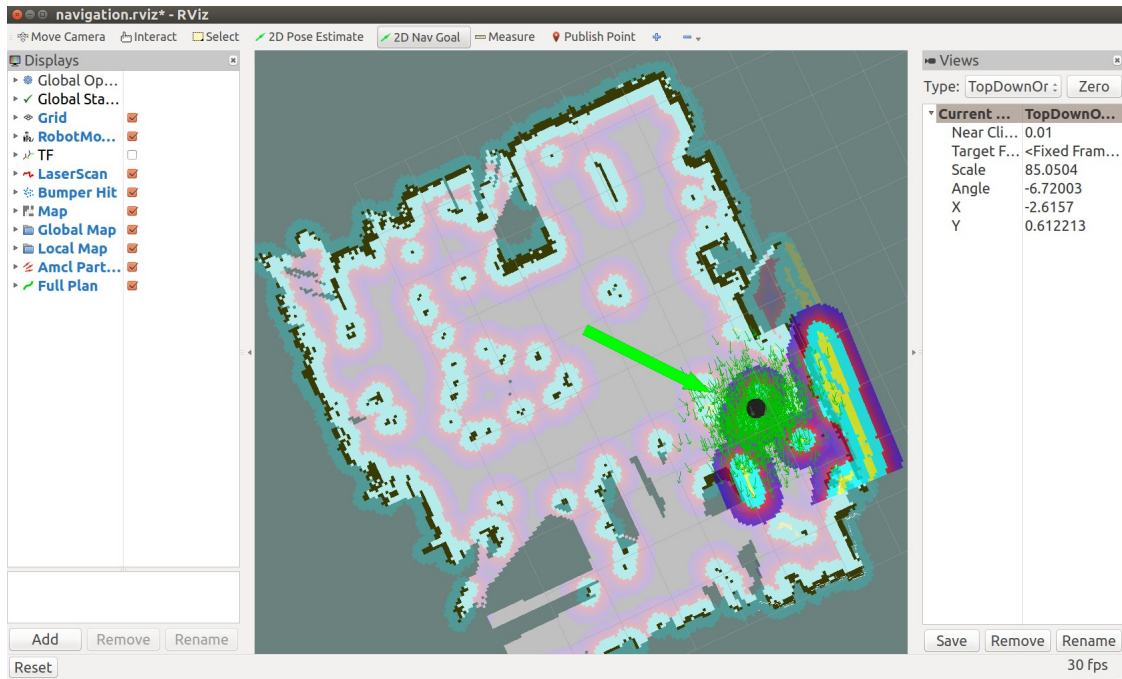 navigation.rviz* - RViz
Move Camera Interact Select 2D Pose Estimate 2D Nav Goal Measure Publish Point
Displays
Global Op...
Global Sta...
Grid
RobotMo...
TF
LaserScan
Bumper Hit
Map
Global Map
Local Map
Amcl Part...
Full Plan
Add Remove Rename
Reset
Views
Type: TopDownOr Zero
Current ... TopDownO...
Near Cli... 0.01
Target F... <Fixed Fram...
Scale 85.0504
Angle -6.72003
X -2.6157
Y 0.612213
Save Remove Rename
30 fps